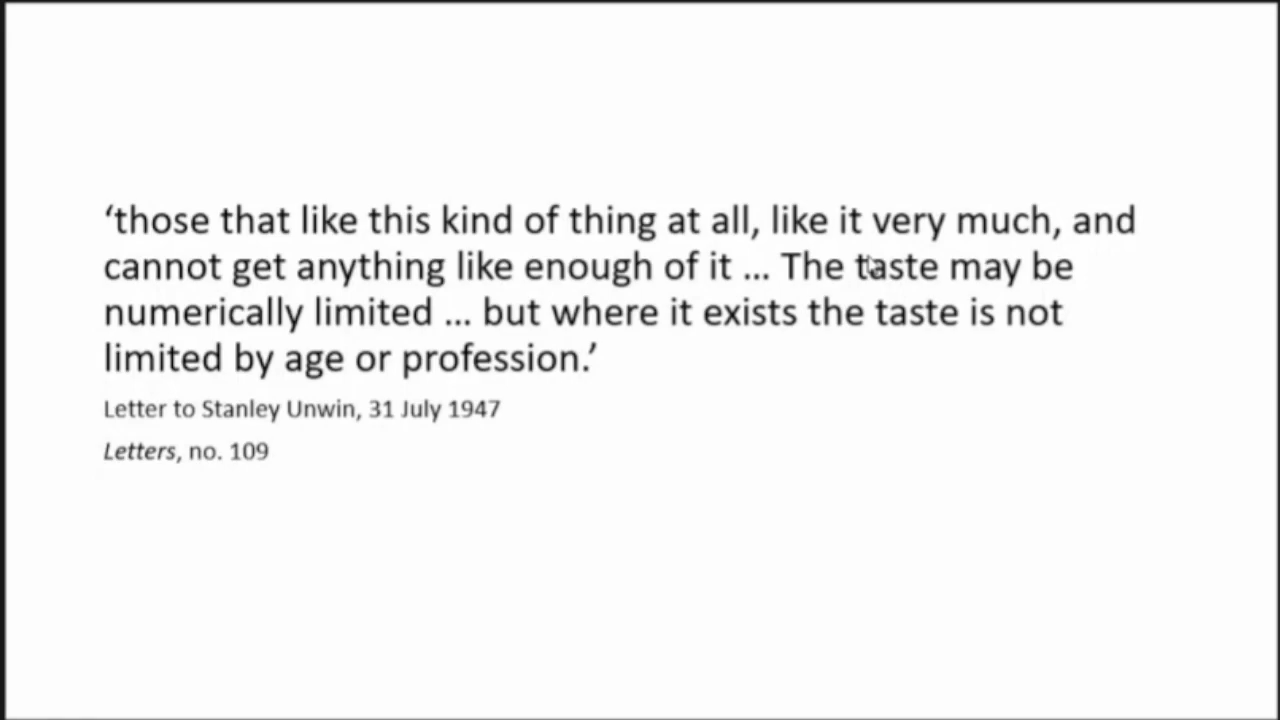 ‘those that like this kind of thing at all, like it very much, and
cannot get anything like enough of it ... The taste may be
numerically limited ... but where it exists the taste is not
limited by age or profession.’
Letter to Stanley Unwin, 31 July 1947
Letters, no. 109